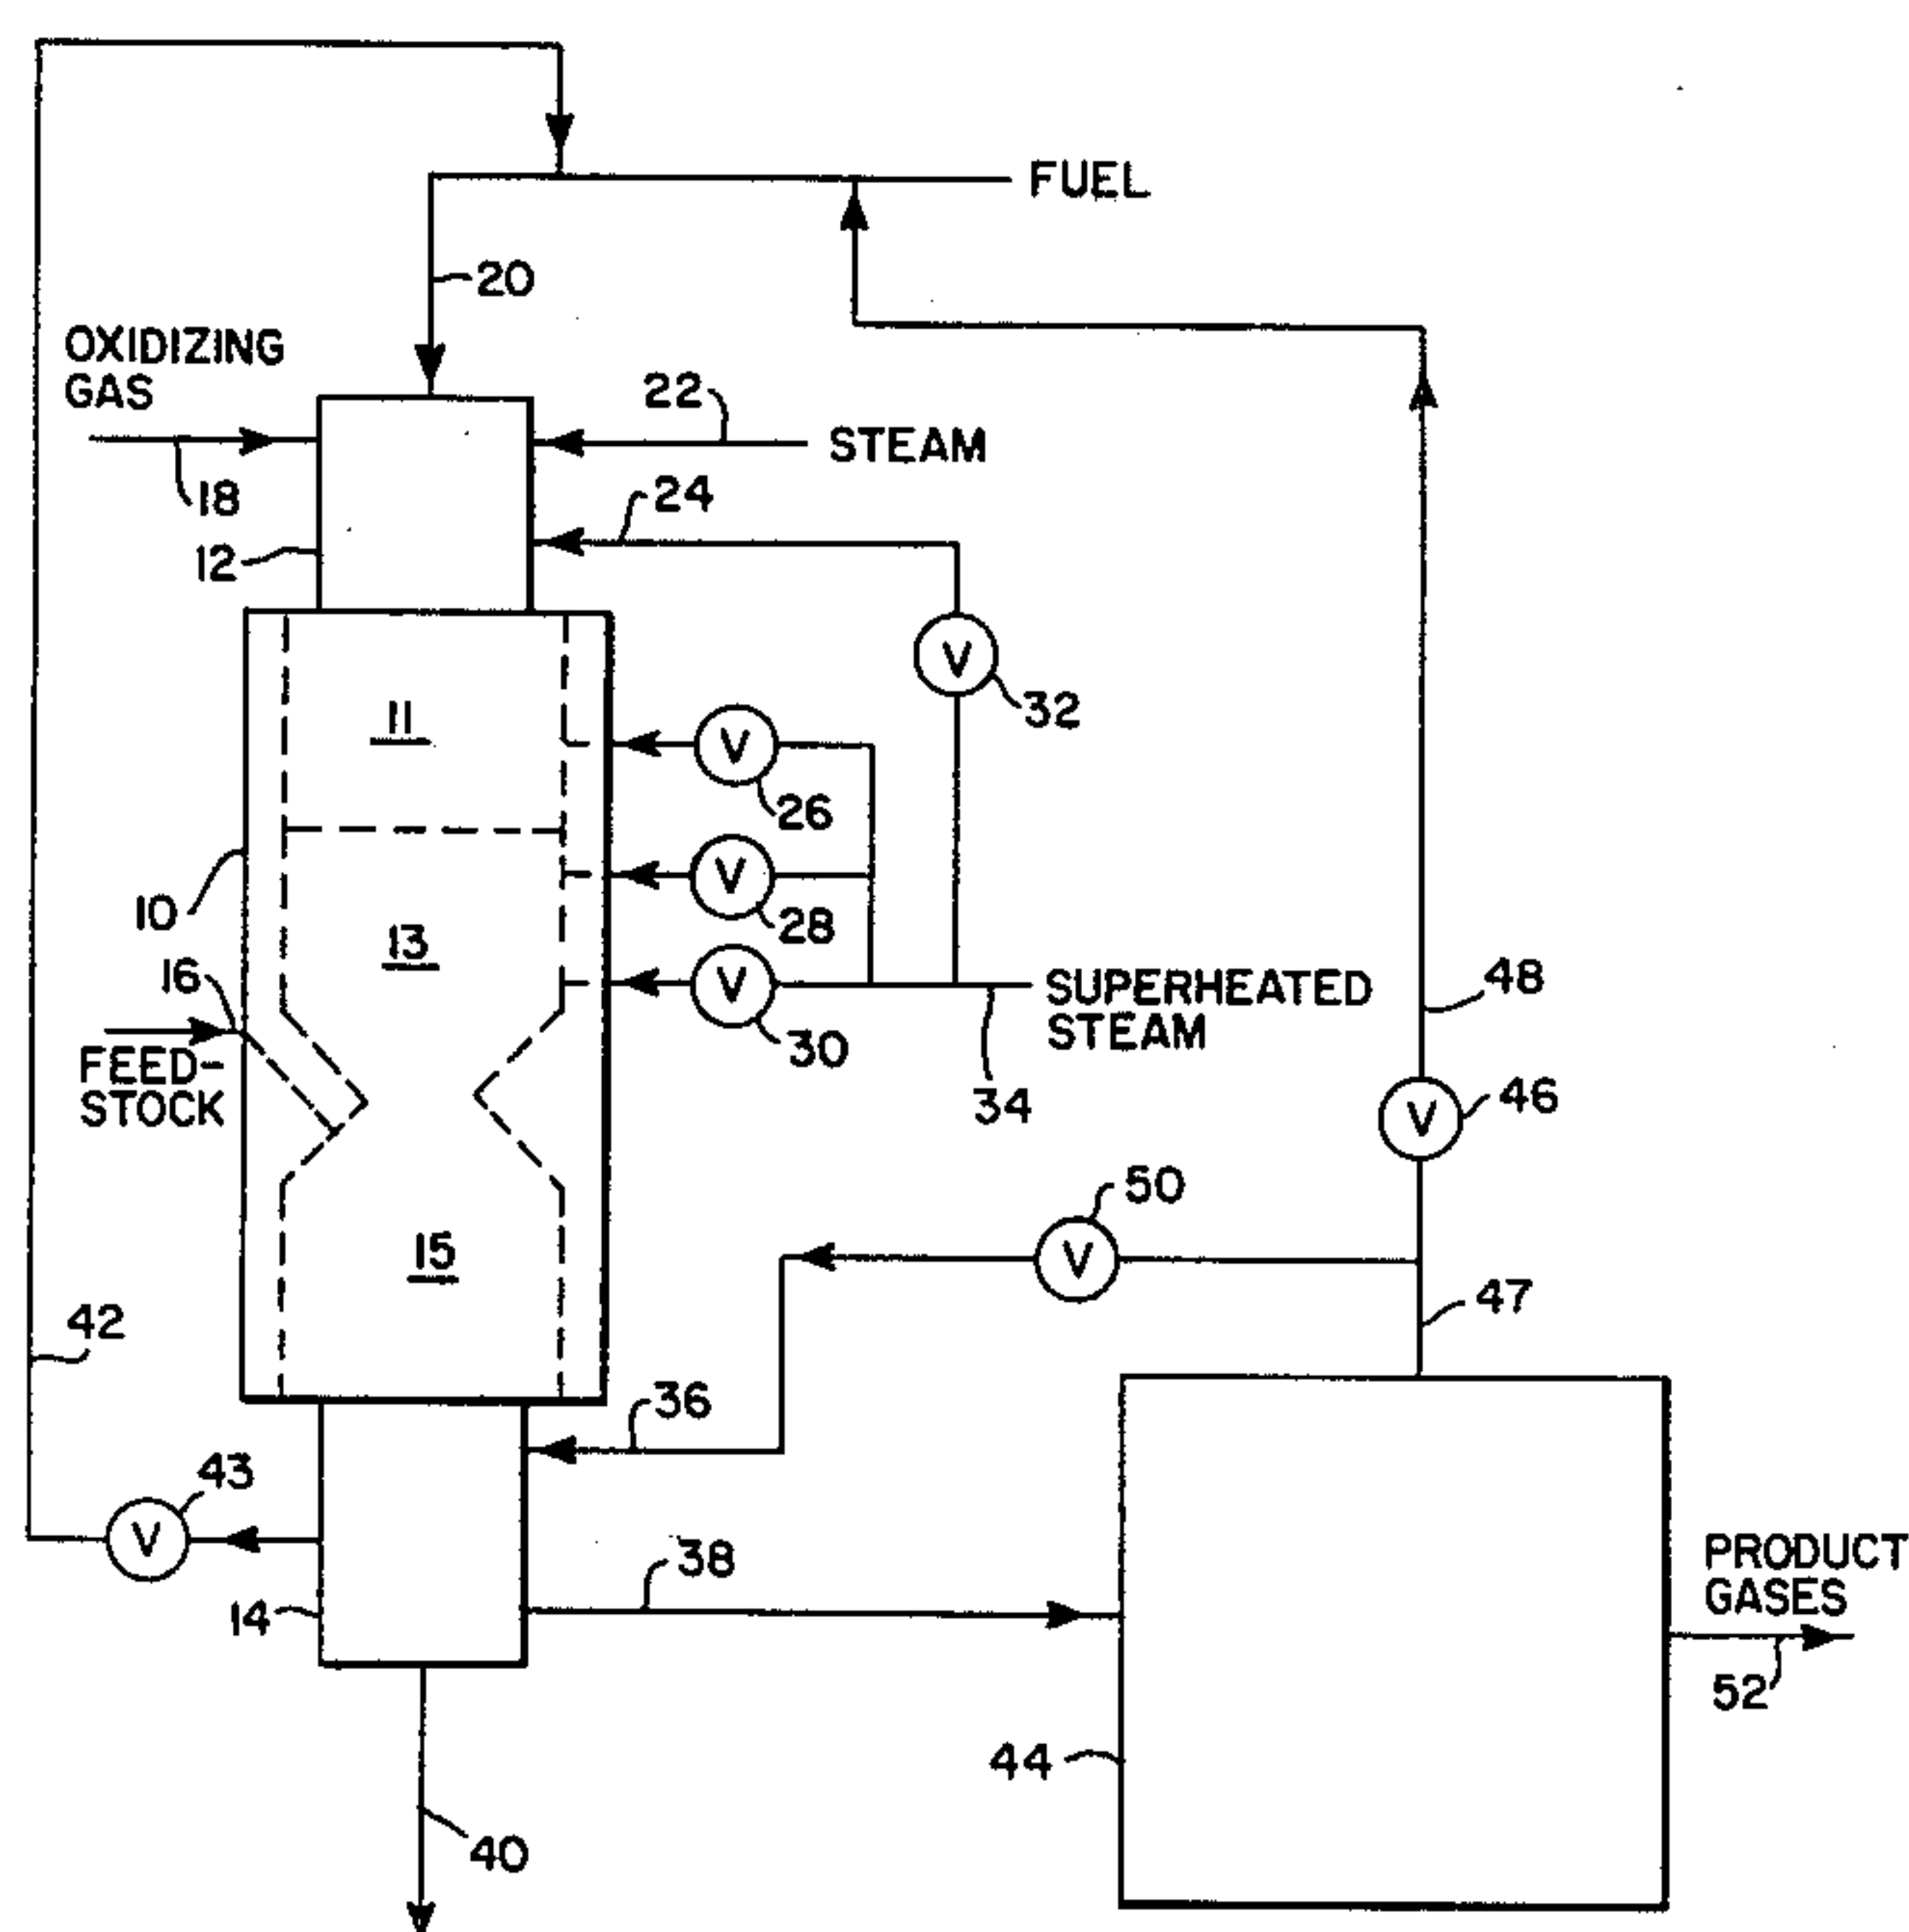 FUEL
20
OXIDIZING
GAS
22
STEAM
18
24
12
V
32
11
V
26
10
V
28
13
16
V
SUPERHEATED
STEAM
48
FEED-
STOCK
30
34
V
46
50
V
15
47
42
36
43
V
38
PRODUCT
GASES
14
52
44
40